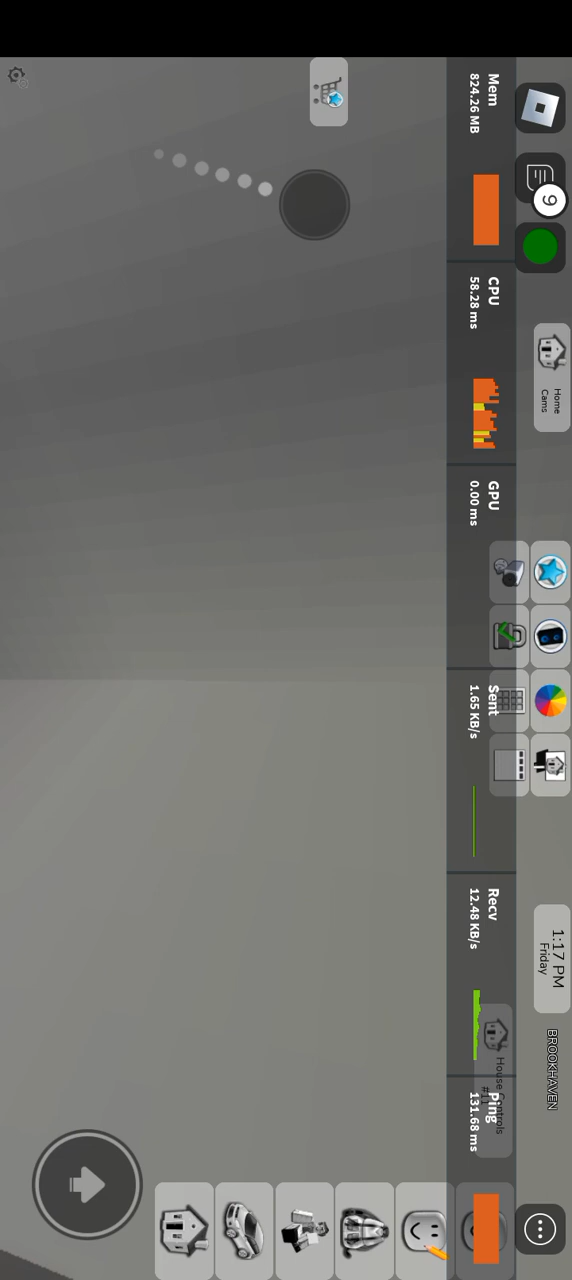 Mem
824.26 MB
CPU
58.28 ms
GPU
0.00 ms
Sent
1.65 KB/s
Recv
12.48 KB/s
Ping
131.68 ms
9
Home
Cams
1:17 PM
Friday
BROOKHAVEN
House Controls